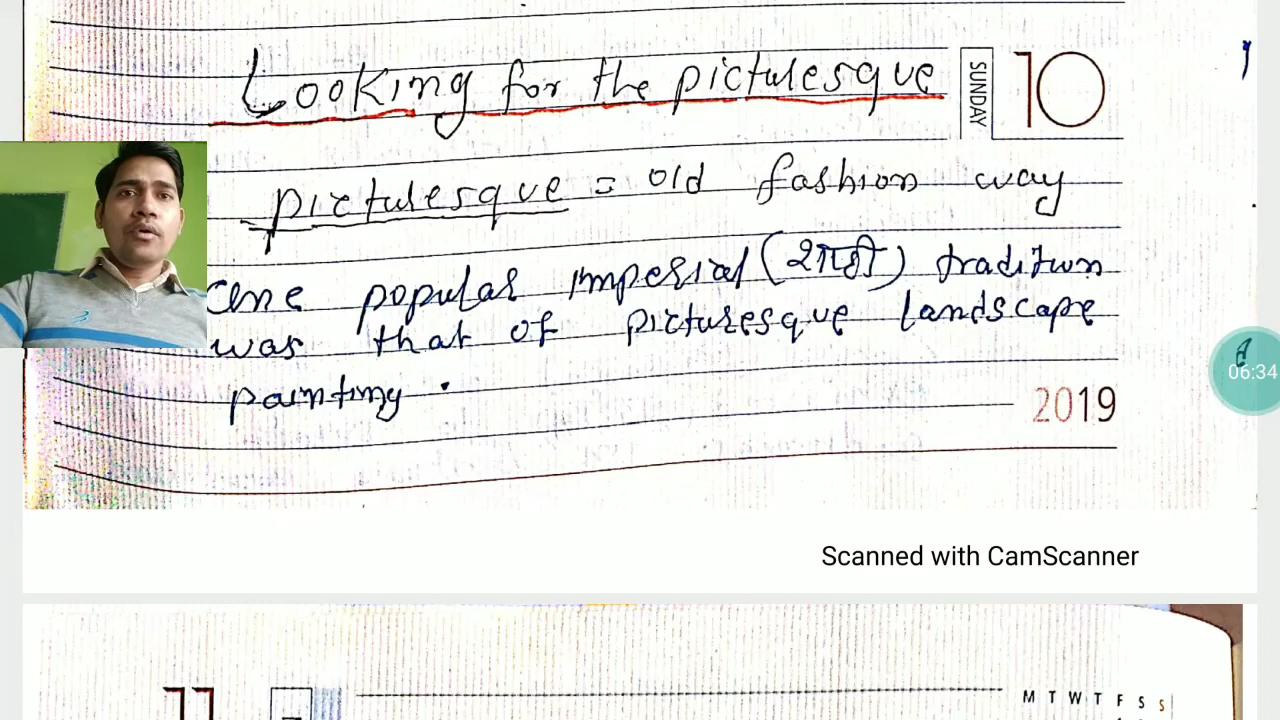 Looking for the picturesque
SUNDAY 10
picturesque = old fashion way
one popular imperial (शाही) tradition
was that of picturesque landscape
painting .
06:34
2019
Scanned with CamScanner
11
M T W T F S S